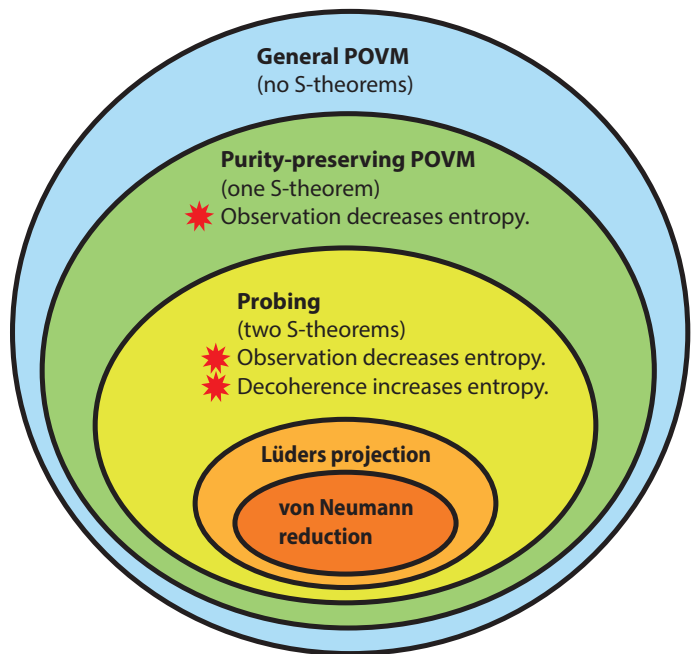 General POVM
(no S-theorems)
Purity-preserving POVM
(one S-theorem)
Observation decreases entropy.
Probing
(two S-theorems)
Observation decreases entropy.
Decoherence increases entropy.
Lüders projection
von Neumann
reduction